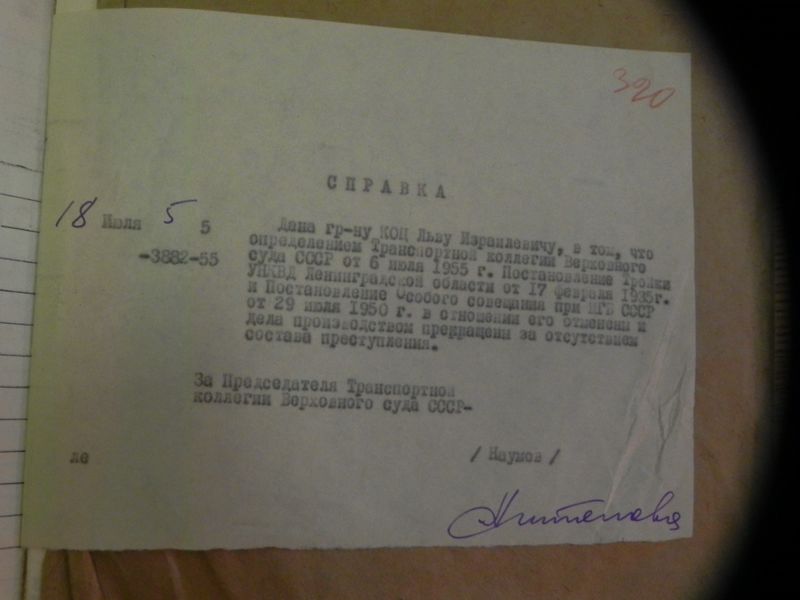 320
СПРАВКА
18 Июля 5 5
-3882-55
Дана гр-ну КОЦ Льву Израилевичу, в том, что
определением Транспортной коллегии Верховного
суда СССР от 6 июля 1955 г. Постановление Тройки
УНКВД Ленинградской области от 17 февраля 1935г.
и Постановление Особого совещания при МГБ СССР
от 29 июля 1950 г. в отношении его отменены и
дела производством прекращены за отсутствием
состава преступления.
За Председателя Транспортной
коллегии Верховного суда СССР-
ле
/ Наумов /